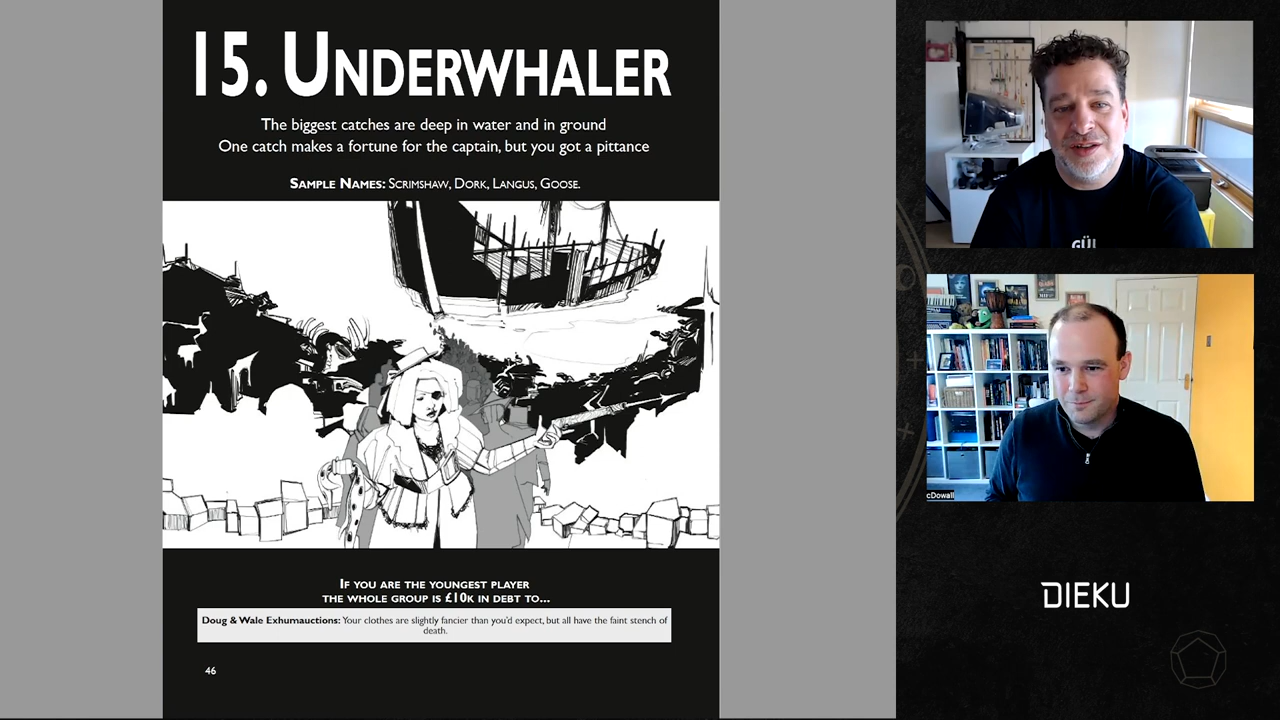 15. Underwhaler
The biggest catches are deep in water and in ground
One catch makes a fortune for the captain, but you got a pittance
Sample Names: Scrimshaw, Dork, Langus, Goose.
If you are the youngest player
the whole group is £10k in debt to...
Doug & Wale Exhumauctions: Your clothes are slightly fancier than you'd expect, but all have the faint stench of
death.
46
GÜ
cDowall
DIEKU